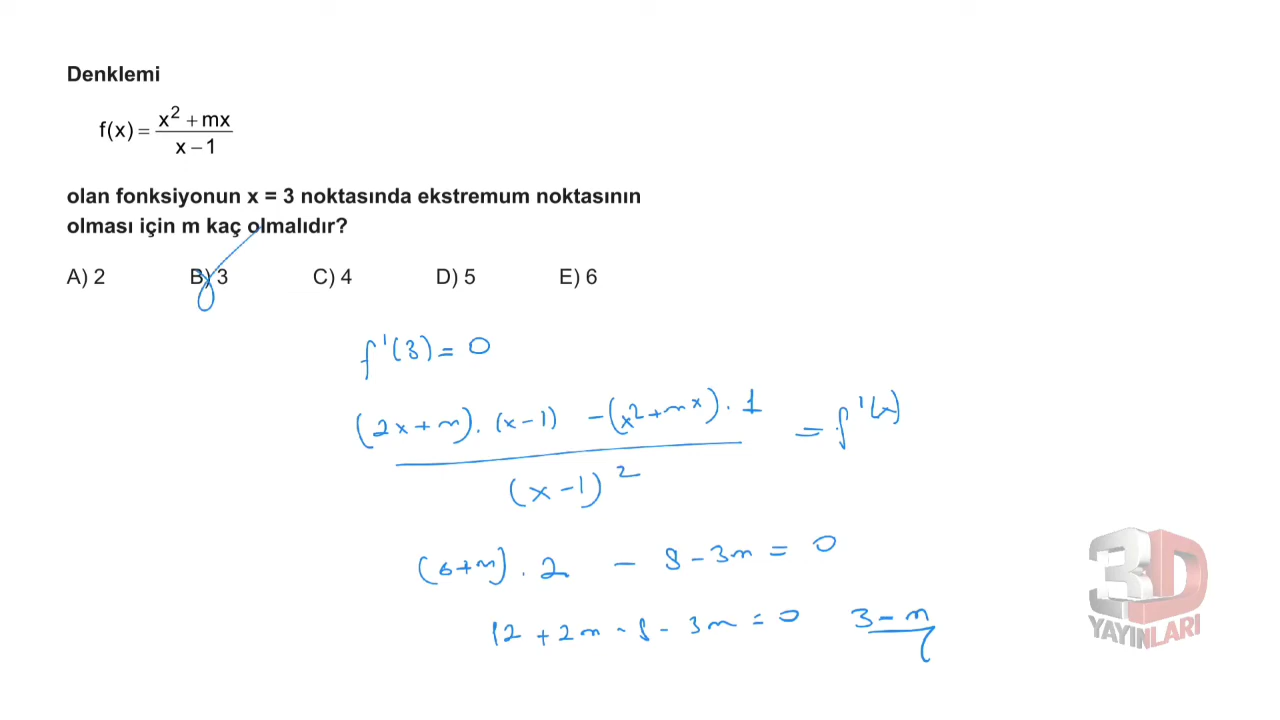 Denklemi
f(x) = x² + mx / x − 1
olan fonksiyonun x = 3 noktasında ekstremum noktasının
olması için m kaç olmalıdır?
A) 2 B) 3 C) 4 D) 5 E) 6
f'(3) = 0
(2x+m).(x-1) -(x²+mx).1 / (x-1)² = f'(x)
(6+m).2 - 9-3m = 0
12 + 2m - 9 - 3m = 0 3-m
3D
YAYINLARI